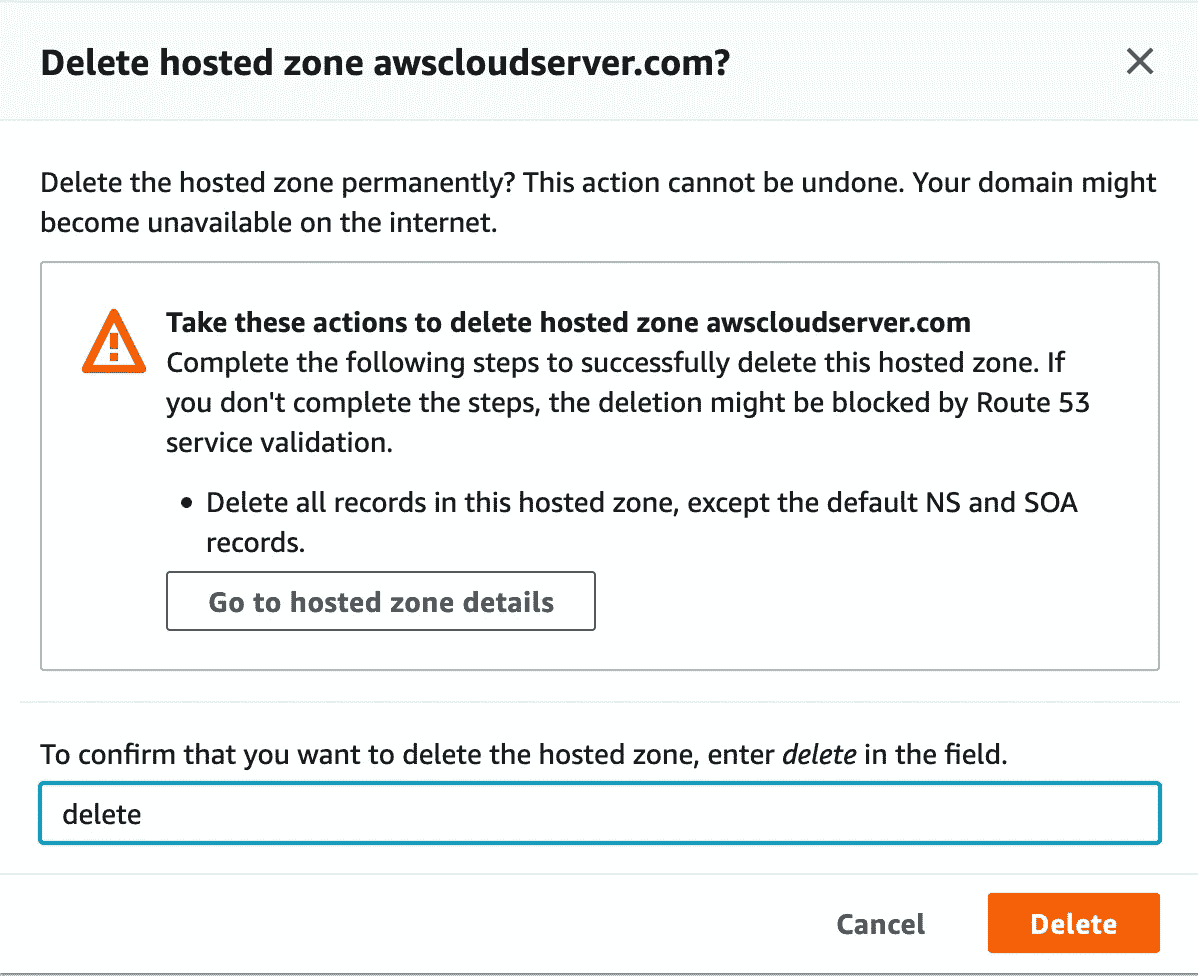 Delete hosted zone awscloudserver.com?
Delete the hosted zone permanently? This action cannot be undone. Your domain might
become unavailable on the internet.
Take these actions to delete hosted zone awscloudserver.com
Complete the following steps to successfully delete this hosted zone. If
you don't complete the steps, the deletion might be blocked by Route 53
service validation.
• Delete all records in this hosted zone, except the default NS and SOA
records.
Go to hosted zone details
To confirm that you want to delete the hosted zone, enter delete in the field.
delete
Cancel Delete